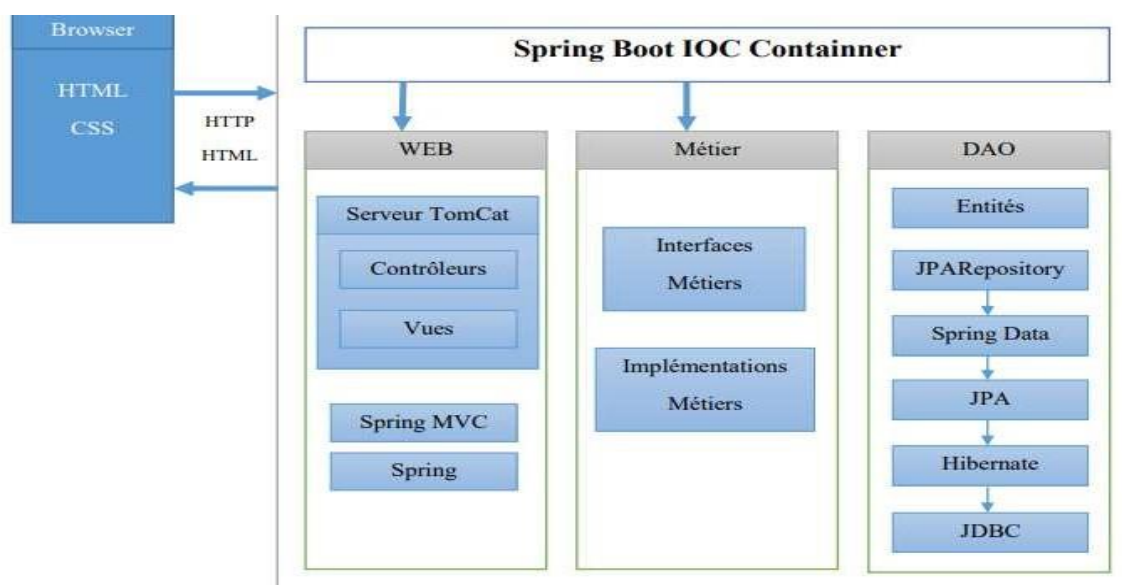 Browser
HTML
CSS
HTTP
HTML
Spring Boot IOC Containner
WEB
Serveur TomCat
Contrôleurs
Vues
Spring MVC
Spring
Métier
Interfaces
Métiers
Implémentations
Métiers
DAO
Entités
JPARepository
Spring Data
JPA
Hibernate
JDBC